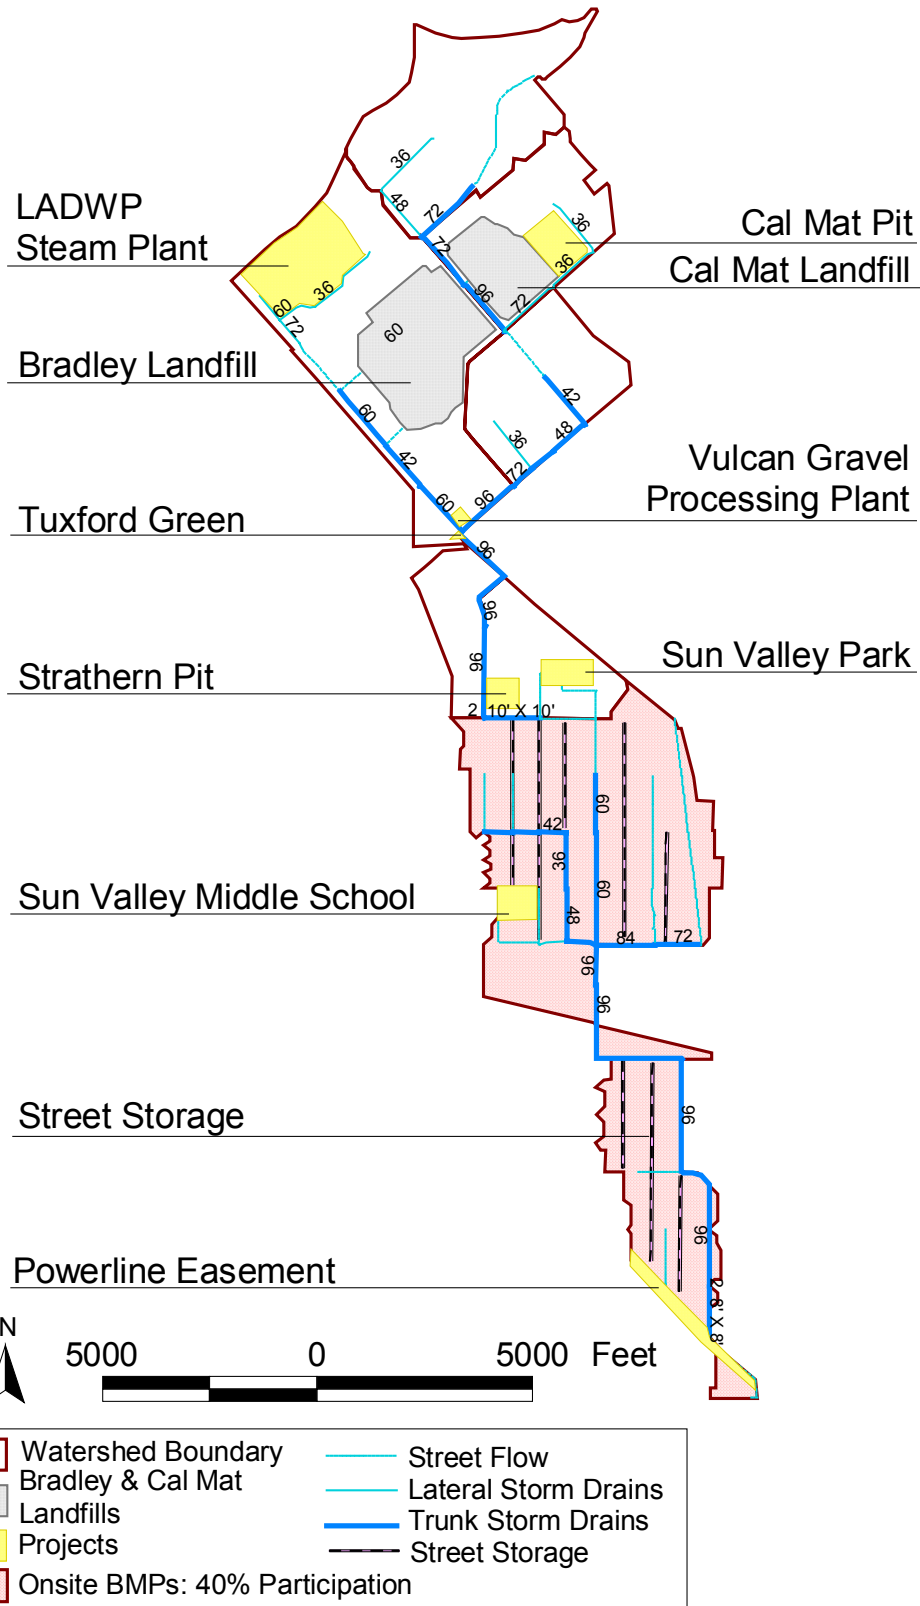 36
48
72
36
LADWP
Steam Plant
Cal Mat Pit
72
36
Cal Mat Landfill
60
36
96
72
72
60
Bradley Landfill
42
60
48
36
42
72
Vulcan Gravel
Processing Plant
60
96
Tuxford Green
96
96
96
Sun Valley Park
Strathern Pit
2 10' X 10'
60
42
36
Sun Valley Middle School
60
48
84
72
96
96
Street Storage
96
96
Powerline Easement
2 8' X 8'
N
5000 0 5000 Feet
Watershed Boundary
Bradley & Cal Mat
Landfills
Projects
Onsite BMPs: 40% Participation
Street Flow
Lateral Storm Drains
Trunk Storm Drains
Street Storage